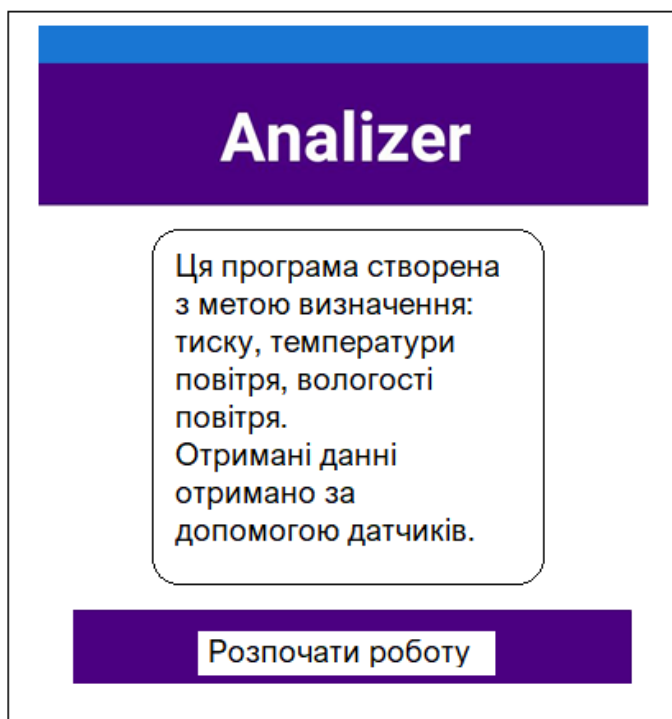 Analizer
Ця програма створена
з метою визначення:
тиску, температури
повітря, вологості
повітря.
Отримані данні
отримано за
допомогою датчиків.
Розпочати роботу